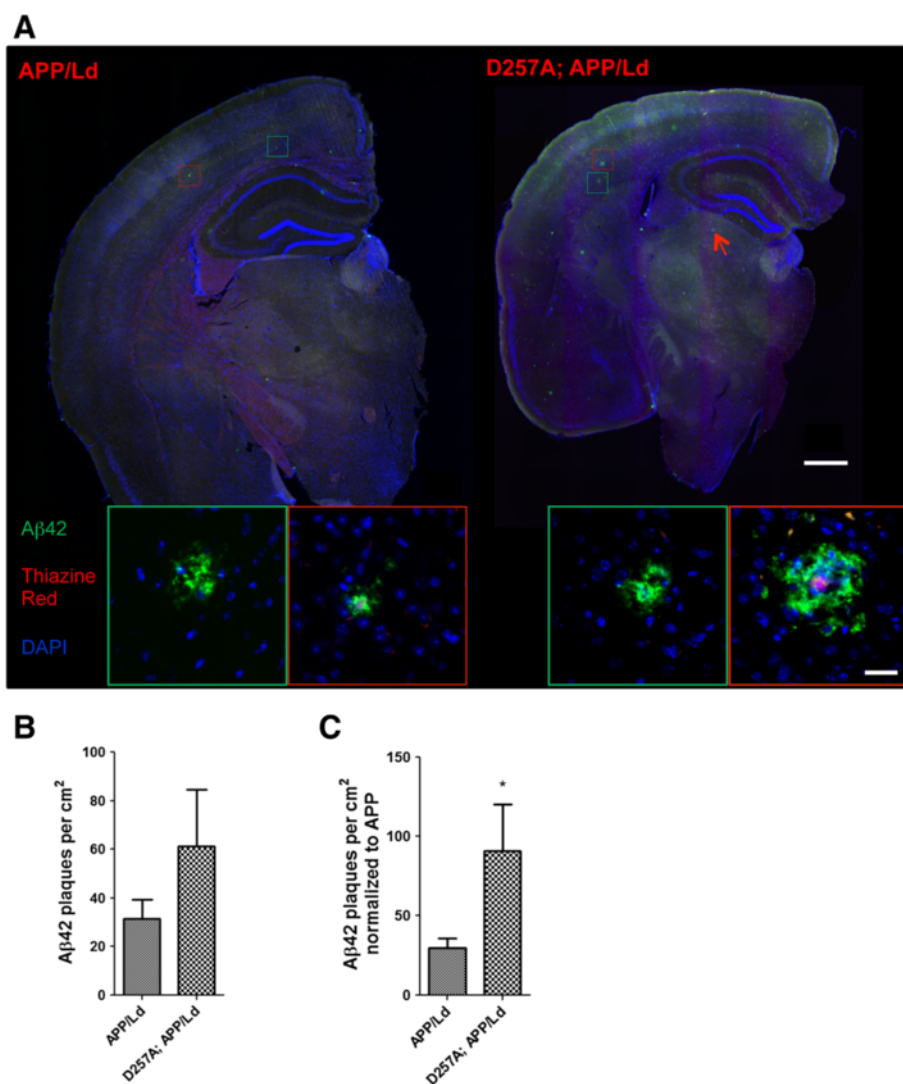 A
APP/Ld
D257A; APP/Ld
Aβ42
Thiazine
Red
DAPI
B
Aβ42 plaques per cm²
100
80
60
40
20
0
APP/Ld
D257A; APP/Ld
C
Aβ42 plaques per cm²
normalized to APP
150
100
50
0
*
APP/Ld
D257A; APP/Ld